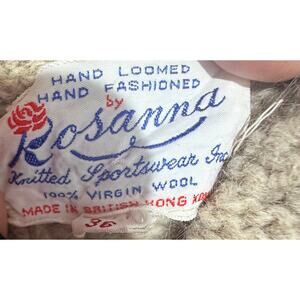 HAND LOOMED
HAND FASHIONED
by
Rosanna
Knitted Sportswear Inc
100% VIRGIN WOOL
MADE IN BRITISH HONG KONG
36